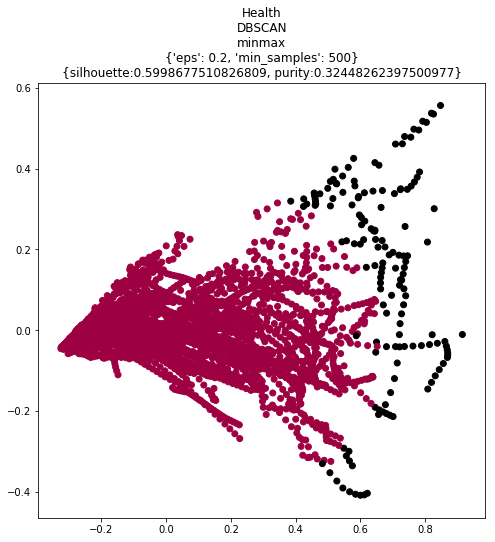 Health
DBSCAN
minmax
{'eps': 0.2, 'min_samples': 500}
{silhouette:0.5998677510826809, purity:0.32448262397500977}
0.6
0.4
0.2
0.0
−0.2
−0.4
−0.2 0.0 0.2 0.4 0.6 0.8